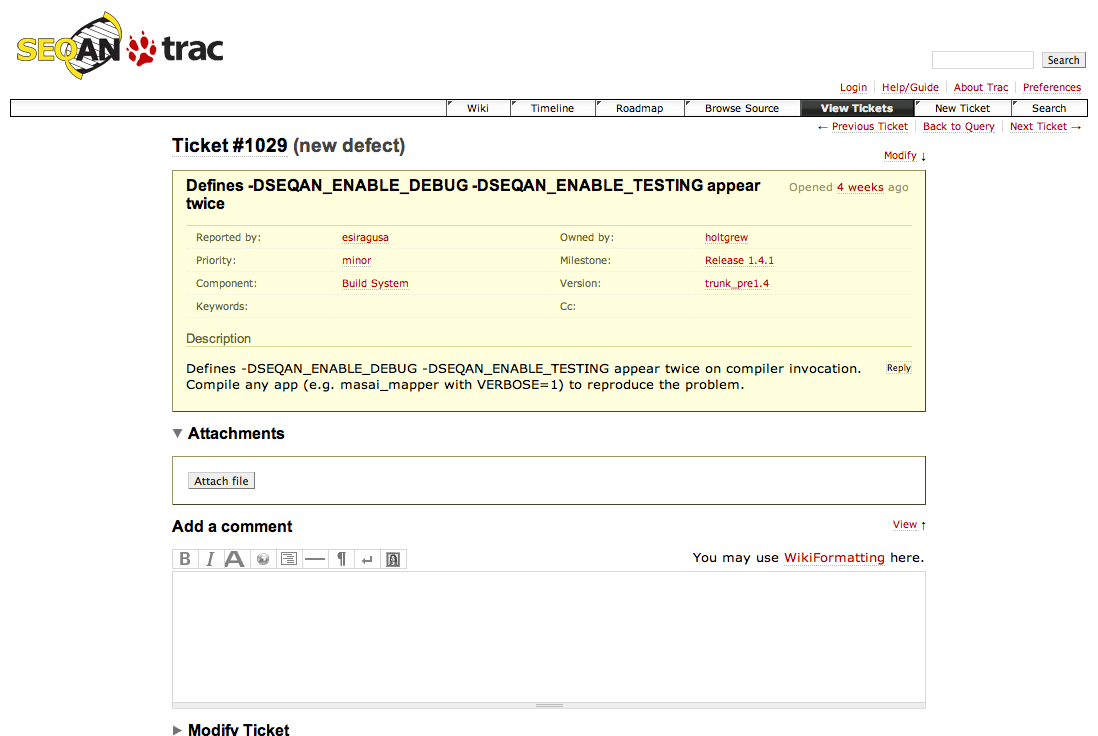 SEQAN trac
Search
Login Help/Guide About Trac Preferences
Wiki Timeline Roadmap Browse Source View Tickets New Ticket Search
← Previous Ticket Back to Query Next Ticket →
Ticket #1029 (new defect)
Modify ↓
Defines -DSEQAN_ENABLE_DEBUG -DSEQAN_ENABLE_TESTING appear
twice
Opened 4 weeks ago
Reported by: esiragusa Owned by: holtgrew
Priority: minor Milestone: Release 1.4.1
Component: Build System Version: trunk_pre1.4
Keywords: Cc:
Description
Defines -DSEQAN_ENABLE_DEBUG -DSEQAN_ENABLE_TESTING appear twice on compiler invocation.
Reply
Compile any app (e.g. masai_mapper with VERBOSE=1) to reproduce the problem.
▼ Attachments
Attach file
Add a comment
View ↑
B I A ¶ ↵
You may use WikiFormatting here.
▶ Modify Ticket